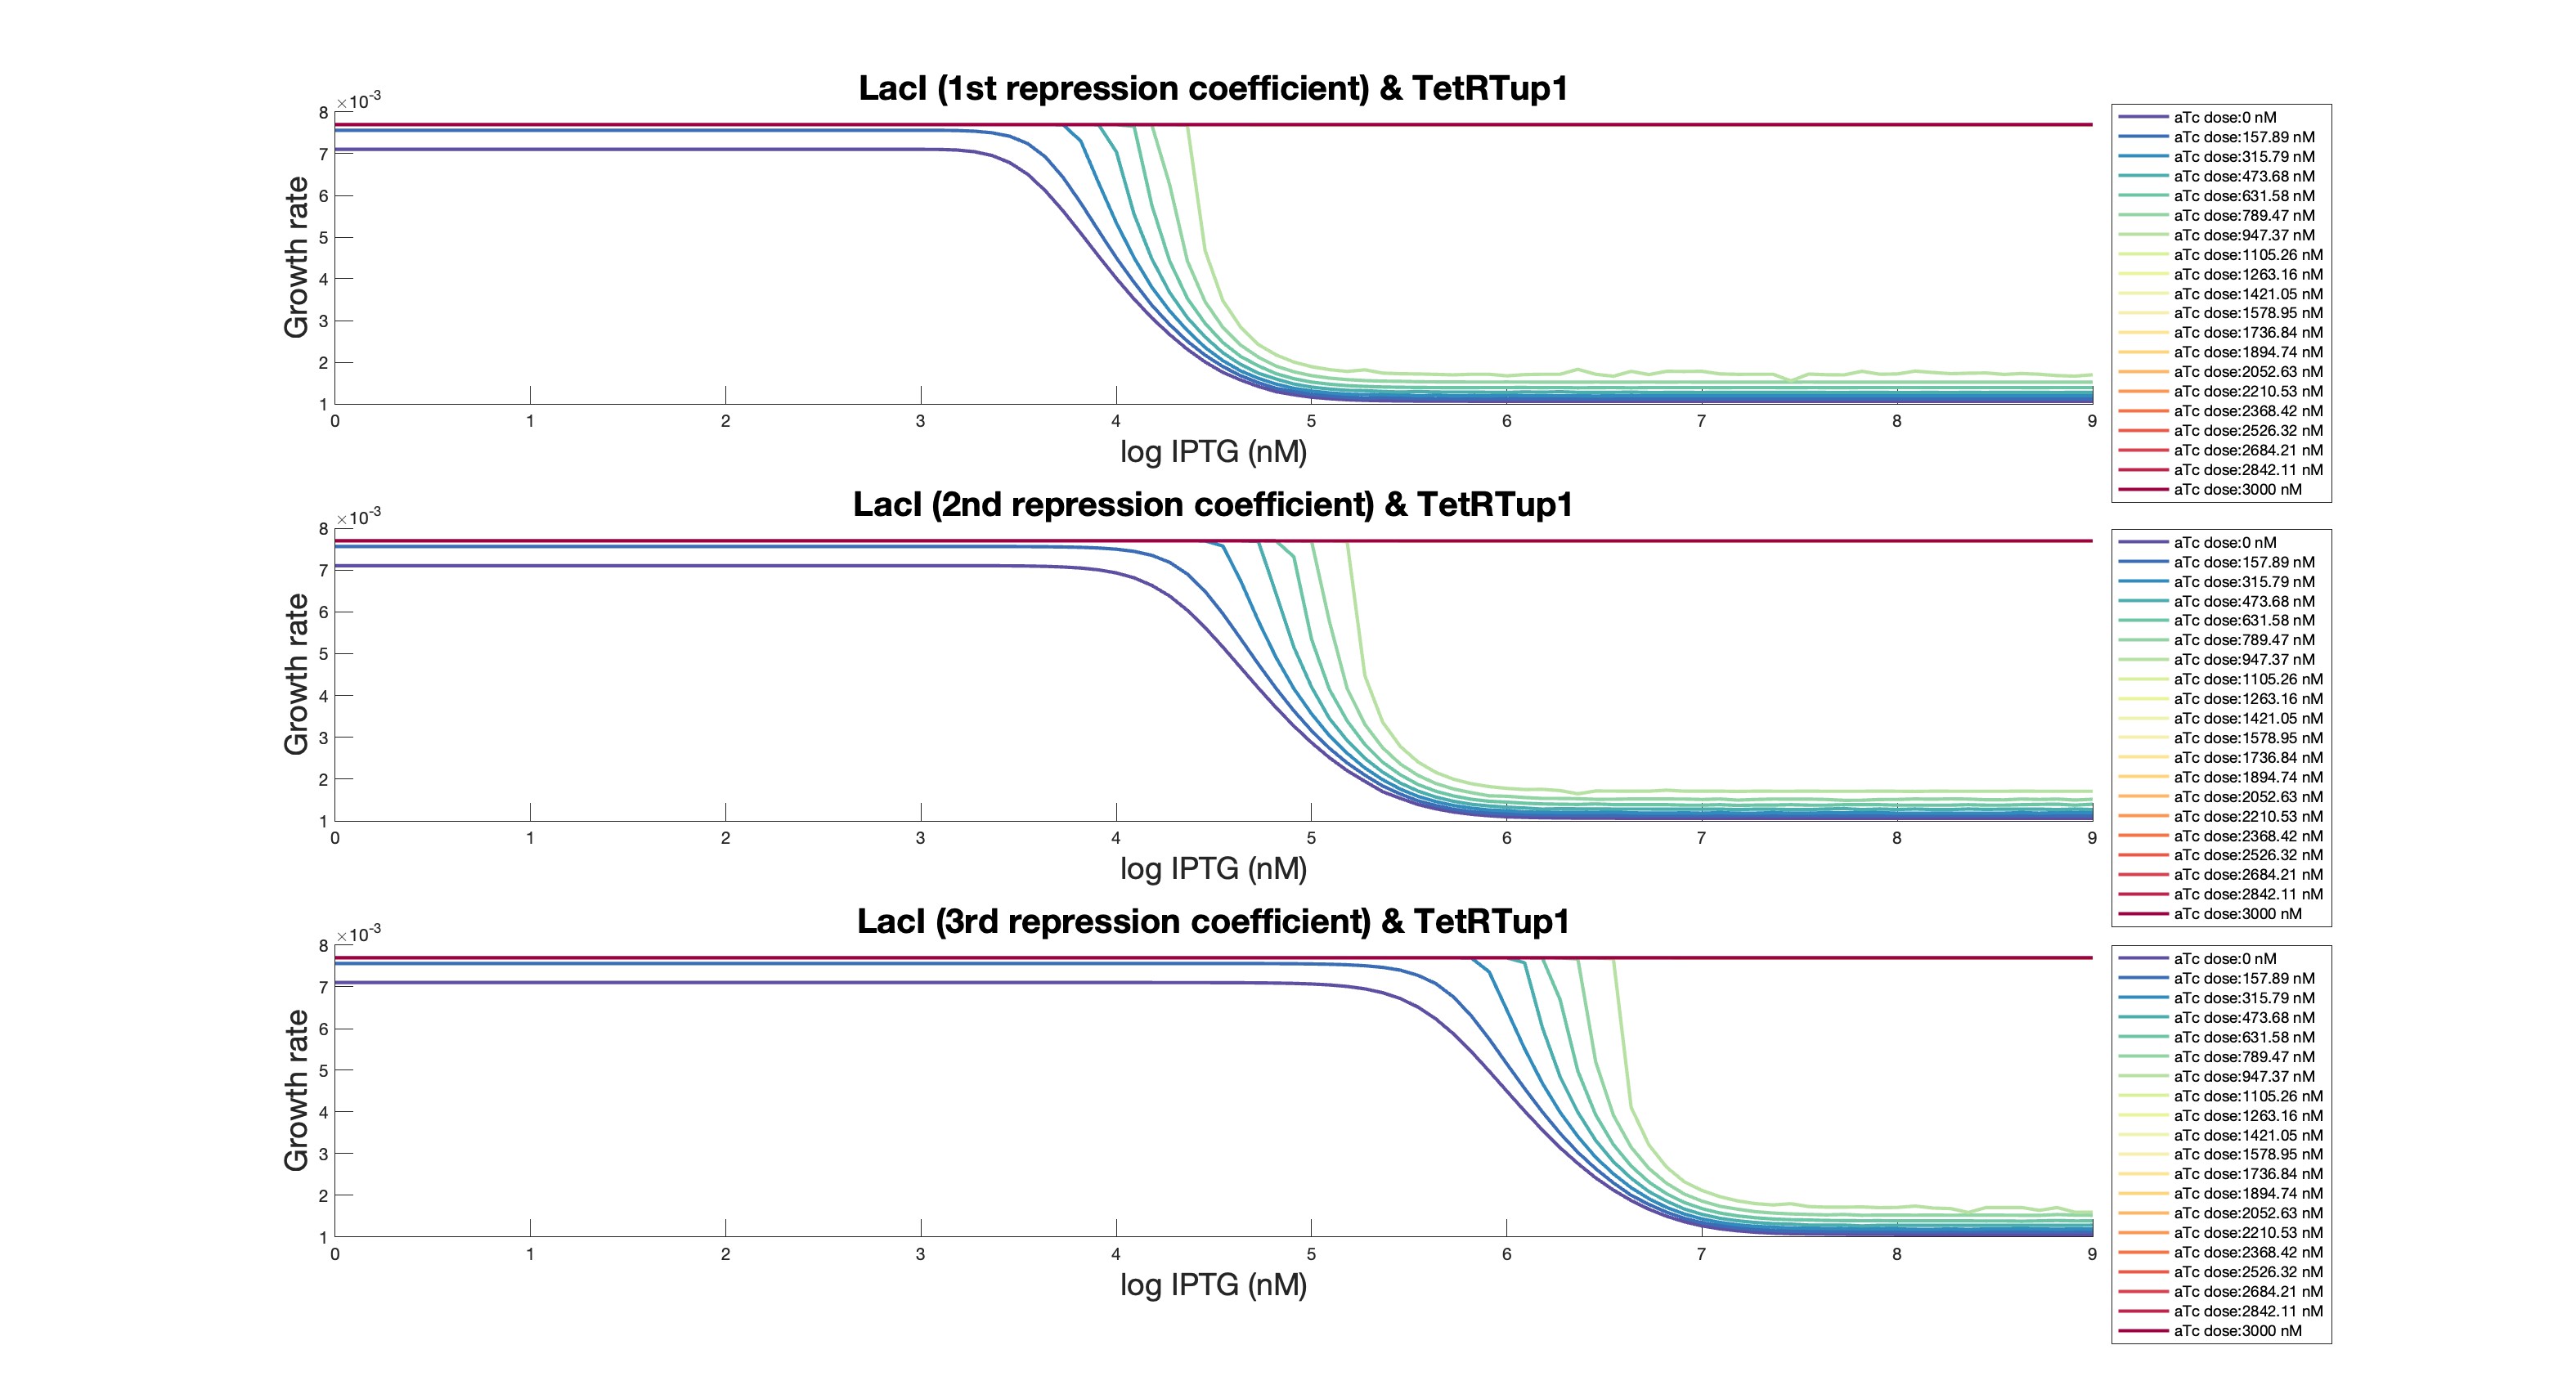 LacI (1st repression coefficient) & TetRTup1
×10-3
8
7
6
5
4
3
2
1
Growth rate
0 1 2 3 4 5 6 7 8 9
log IPTG (nM)
aTc dose:0 nM
aTc dose:157.89 nM
aTc dose:315.79 nM
aTc dose:473.68 nM
aTc dose:631.58 nM
aTc dose:789.47 nM
aTc dose:947.37 nM
aTc dose:1105.26 nM
aTc dose:1263.16 nM
aTc dose:1421.05 nM
aTc dose:1578.95 nM
aTc dose:1736.84 nM
aTc dose:1894.74 nM
aTc dose:2052.63 nM
aTc dose:2210.53 nM
aTc dose:2368.42 nM
aTc dose:2526.32 nM
aTc dose:2684.21 nM
aTc dose:2842.11 nM
aTc dose:3000 nM
LacI (2nd repression coefficient) & TetRTup1
×10-3
8
7
6
5
4
3
2
1
Growth rate
0 1 2 3 4 5 6 7 8 9
log IPTG (nM)
aTc dose:0 nM
aTc dose:157.89 nM
aTc dose:315.79 nM
aTc dose:473.68 nM
aTc dose:631.58 nM
aTc dose:789.47 nM
aTc dose:947.37 nM
aTc dose:1105.26 nM
aTc dose:1263.16 nM
aTc dose:1421.05 nM
aTc dose:1578.95 nM
aTc dose:1736.84 nM
aTc dose:1894.74 nM
aTc dose:2052.63 nM
aTc dose:2210.53 nM
aTc dose:2368.42 nM
aTc dose:2526.32 nM
aTc dose:2684.21 nM
aTc dose:2842.11 nM
aTc dose:3000 nM
LacI (3rd repression coefficient) & TetRTup1
×10-3
8
7
6
5
4
3
2
1
Growth rate
0 1 2 3 4 5 6 7 8 9
log IPTG (nM)
aTc dose:0 nM
aTc dose:157.89 nM
aTc dose:315.79 nM
aTc dose:473.68 nM
aTc dose:631.58 nM
aTc dose:789.47 nM
aTc dose:947.37 nM
aTc dose:1105.26 nM
aTc dose:1263.16 nM
aTc dose:1421.05 nM
aTc dose:1578.95 nM
aTc dose:1736.84 nM
aTc dose:1894.74 nM
aTc dose:2052.63 nM
aTc dose:2210.53 nM
aTc dose:2368.42 nM
aTc dose:2526.32 nM
aTc dose:2684.21 nM
aTc dose:2842.11 nM
aTc dose:3000 nM